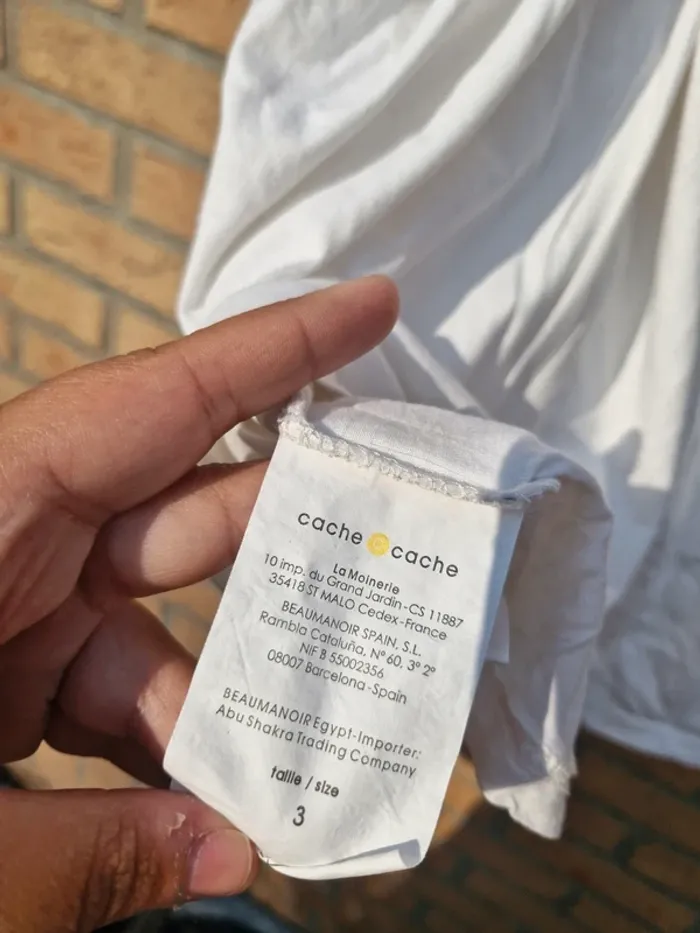 cache cache
La Moinerie
10 imp. du Grand Jardin-CS 11887
35418 ST MALO Cedex-France
BEAUMANOIR SPAIN, S.L.
Rambla Cataluña, Nº 60, 3º 2º
NIF B 55002356
08007 Barcelona-Spain
BEAUMANOIR Egypt-Importer:
Abu Shakra Trading Company
taille / size
3